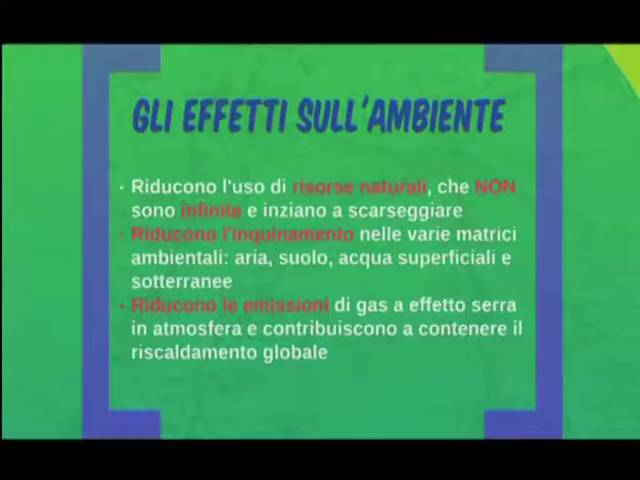 GLI EFFETTI SULL'AMBIENTE
· Riducono l'uso di risorse naturali, che NON
sono infinite e inziano a scarseggiare
· Riducono l'inquinamento nelle varie matrici
ambientali: aria, suolo, acqua superficiali e
sotterranee
· Riducono le emissioni di gas a effetto serra
in atmosfera e contribuiscono a contenere il
riscaldamento globale